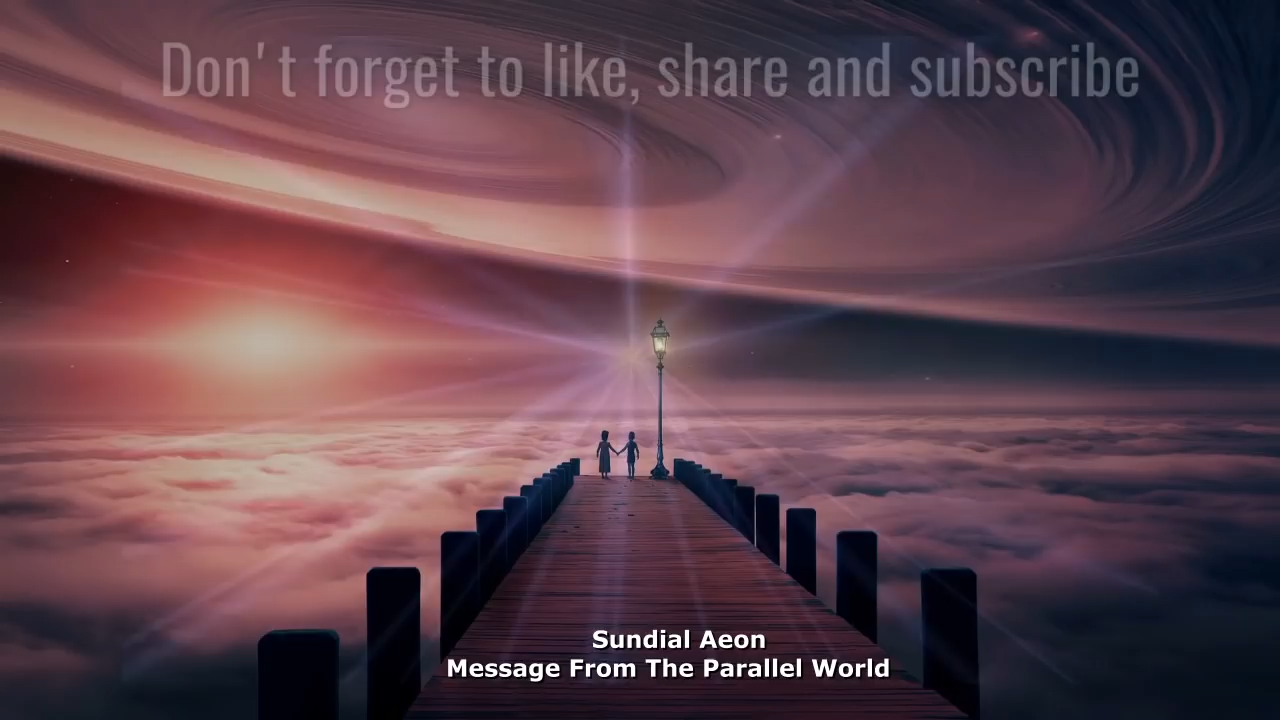 Don't forget to like, share and subscribe
Sundial Aeon
Message From The Parallel World